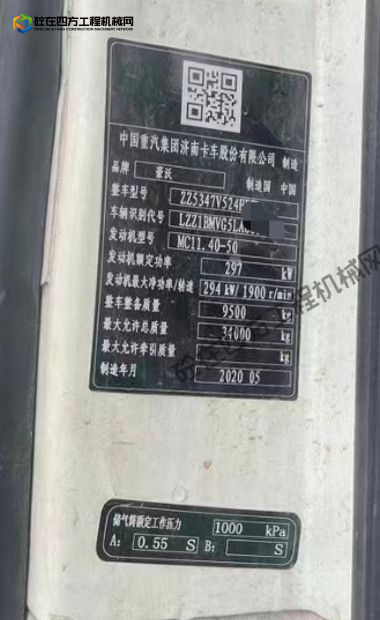 砼在四方工程机械网
中国重汽集团济南卡车股份有限公司 制造
品牌 豪沃 制造国 中国
整车型号 ZZ5347V524
车辆识别代号 LZZ1BMVG5LA
发动机型号 MC11.40-50
发动机额定功率 297 kW
发动机最大净功率/转速 294 kW/ 1900 r/min
整车整备质量 9500 kg
最大允许总质量 31000 kg
最大允许牵引质量 kg
制造年月 2020 05
砼在四方工程机械网
储气筒额定工作压力 1000 kPa
A: 0.55 S B: S